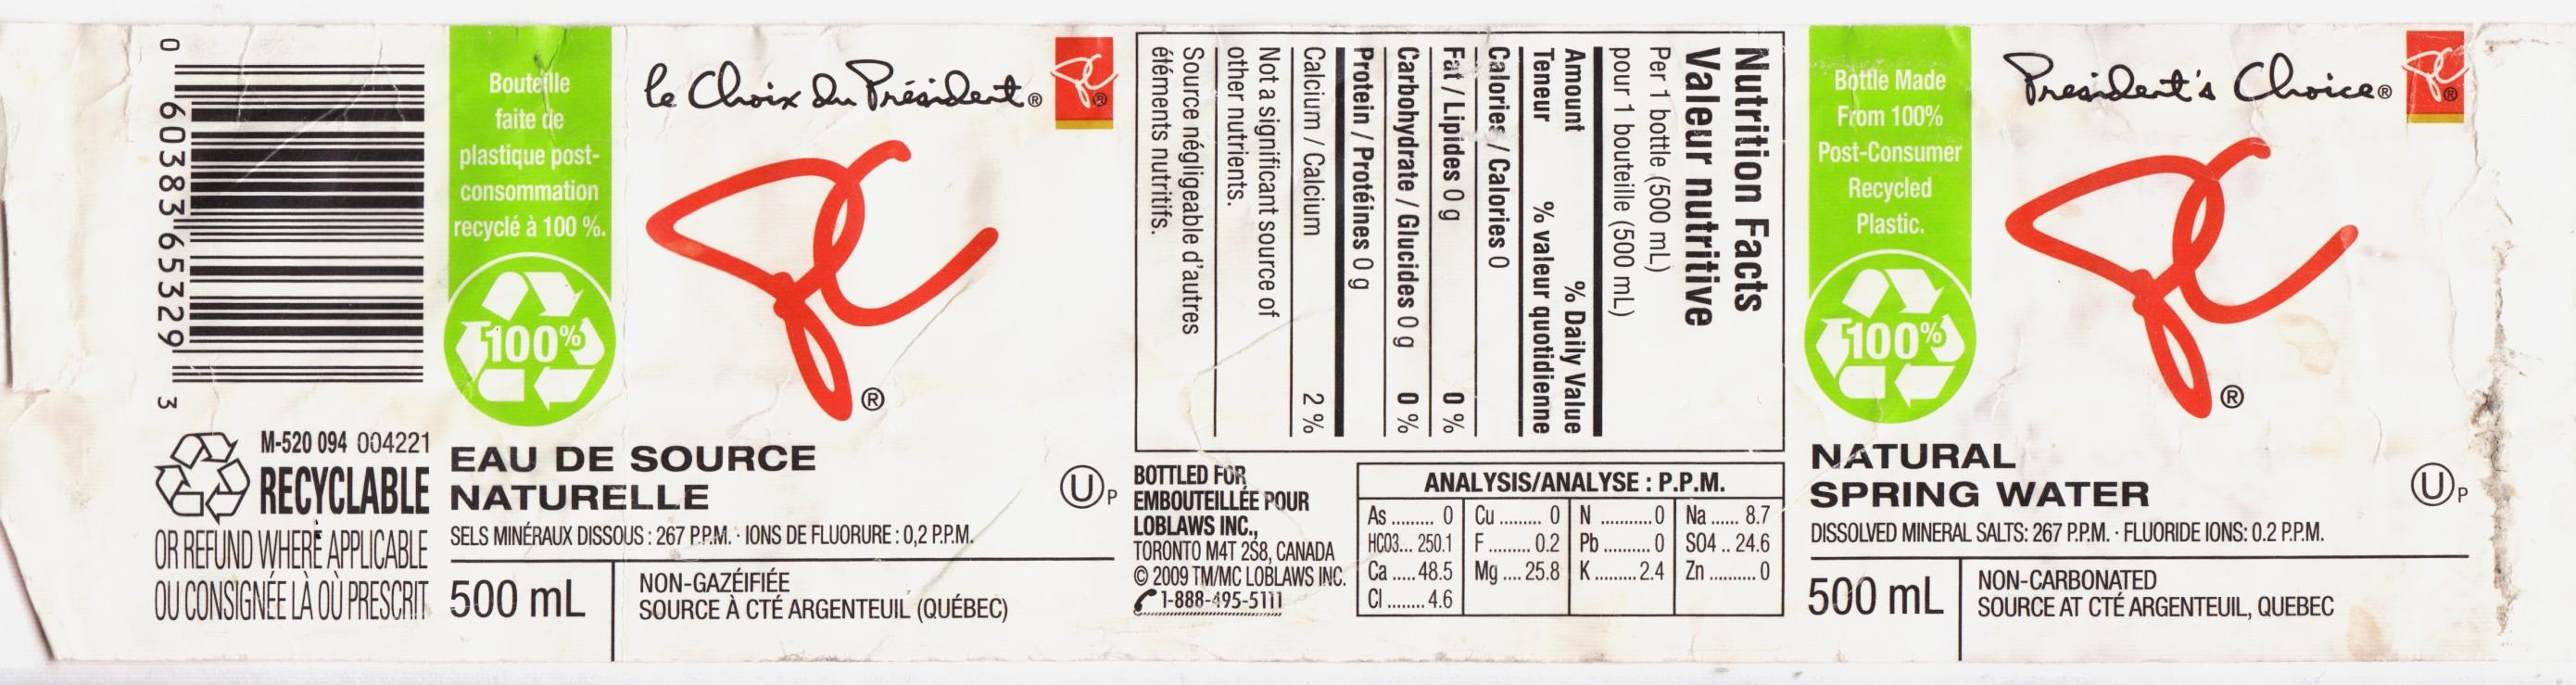 0 60383 65329 3
M-520 094 004221
RECYCLABLE
OR REFUND WHERE APPLICABLE
OU CONSIGNÉE LÀ OÙ PRESCRIT
Bouteille
faite de
plastique post-
consommation
recyclé à 100 %.
100%
le Choix du Président®
PC®
®
EAU DE SOURCE
NATURELLE
SELS MINÉRAUX DISSOUS : 267 P.P.M. · IONS DE FLUORURE : 0,2 P.P.M.
500 mL
NON-GAZÉIFIÉE
SOURCE À CTÉ ARGENTEUIL (QUÉBEC)
U P
Nutrition Facts
Valeur nutritive
Per 1 bottle (500 mL)
pour 1 bouteille (500 mL)
Amount % Daily Value
Teneur % valeur quotidienne
Calories / Calories 0
Fat / Lipides 0 g 0 %
Carbohydrate / Glucides 0 g 0 %
Protein / Protéines 0 g
Calcium / Calcium 2 %
Not a significant source of
other nutrients.
Source négligeable d'autres
éléments nutritifs.
BOTTLED FOR
EMBOUTEILLÉE POUR
LOBLAWS INC.,
TORONTO M4T 2S8, CANADA
© 2009 TM/MC LOBLAWS INC.
1-888-495-5111
ANALYSIS/ANALYSE : P.P.M.
As ........ 0 Cu ......... 0 N ...........0 Na ...... 8.7
HCO3... 250.1 F ......... 0.2 Pb .......... 0 SO4 .. 24.6
Ca ..... 48.5 Mg .... 25.8 K ......... 2.4 Zn .......... 0
Cl ........ 4.6
Bottle Made
From 100%
Post-Consumer
Recycled
Plastic.
100%
President's Choice®
PC®
®
NATURAL
SPRING WATER
DISSOLVED MINERAL SALTS: 267 P.P.M. · FLUORIDE IONS: 0.2 P.P.M.
500 mL
NON-CARBONATED
SOURCE AT CTÉ ARGENTEUIL, QUEBEC
U P